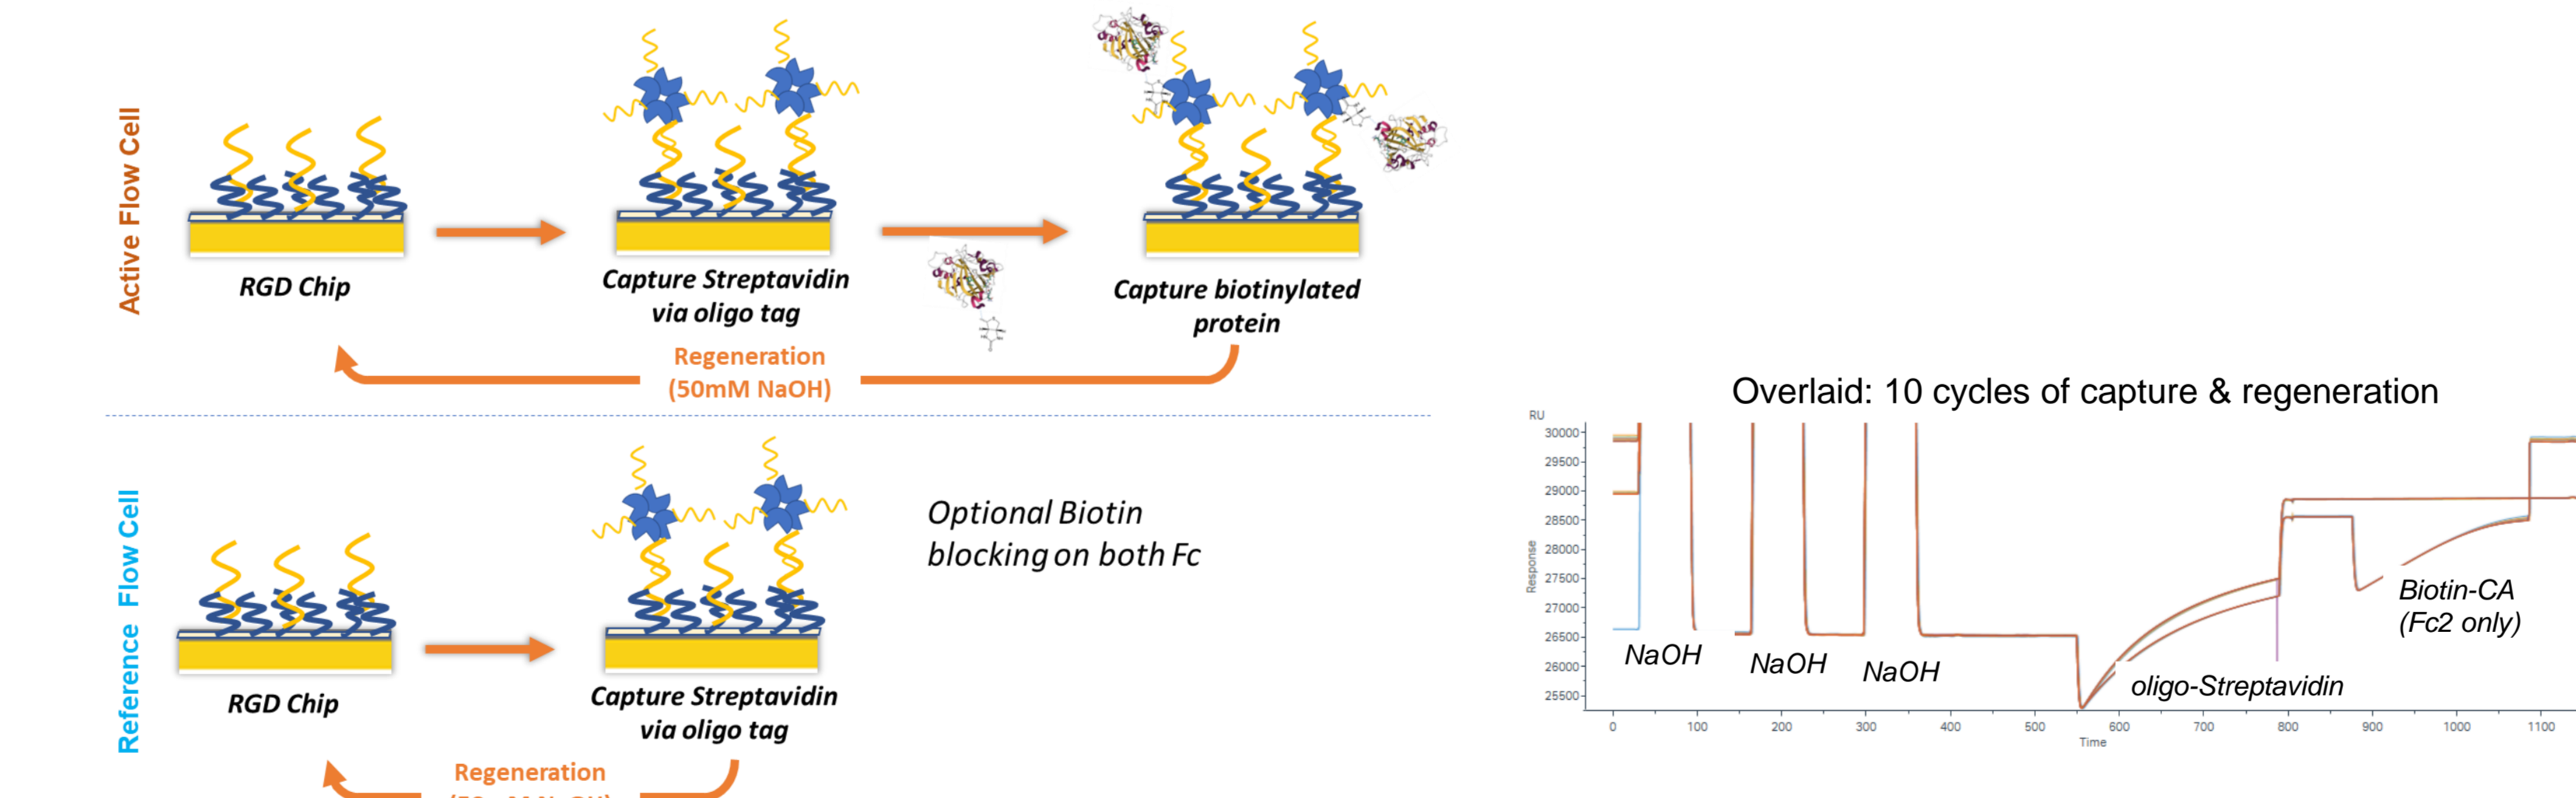 Active Flow Cell
RGD Chip
Capture Streptavidin
via oligo tag
Capture biotinylated
protein
Regeneration
(50mM NaOH)
Reference Flow Cell
RGD Chip
Capture Streptavidin
via oligo tag
Optional Biotin
blocking on both Fc
Regeneration
Overlaid: 10 cycles of capture & regeneration
RU
30000
29500
29000
28500
28000
27500
27000
26500
26000
25500
Response
NaOH
NaOH
NaOH
oligo-Streptavidin
Biotin-CA
(Fc2 only)
0 100 200 300 400 500 600 700 800 900 1000 1100
Time